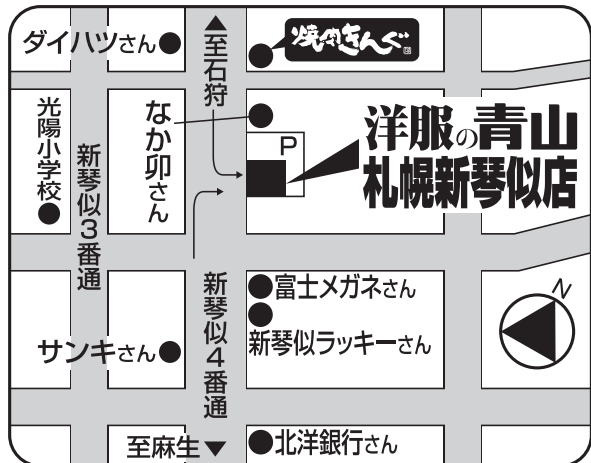 ダイハツさん
▲至石狩
焼肉きんぐ
光陽小学校
新琴似3番通
なか卯さん
P
洋服の青山
札幌新琴似店
富士メガネさん
新琴似ラッキーさん
N
サンキさん
新琴似4番通
至麻生▼
北洋銀行さん